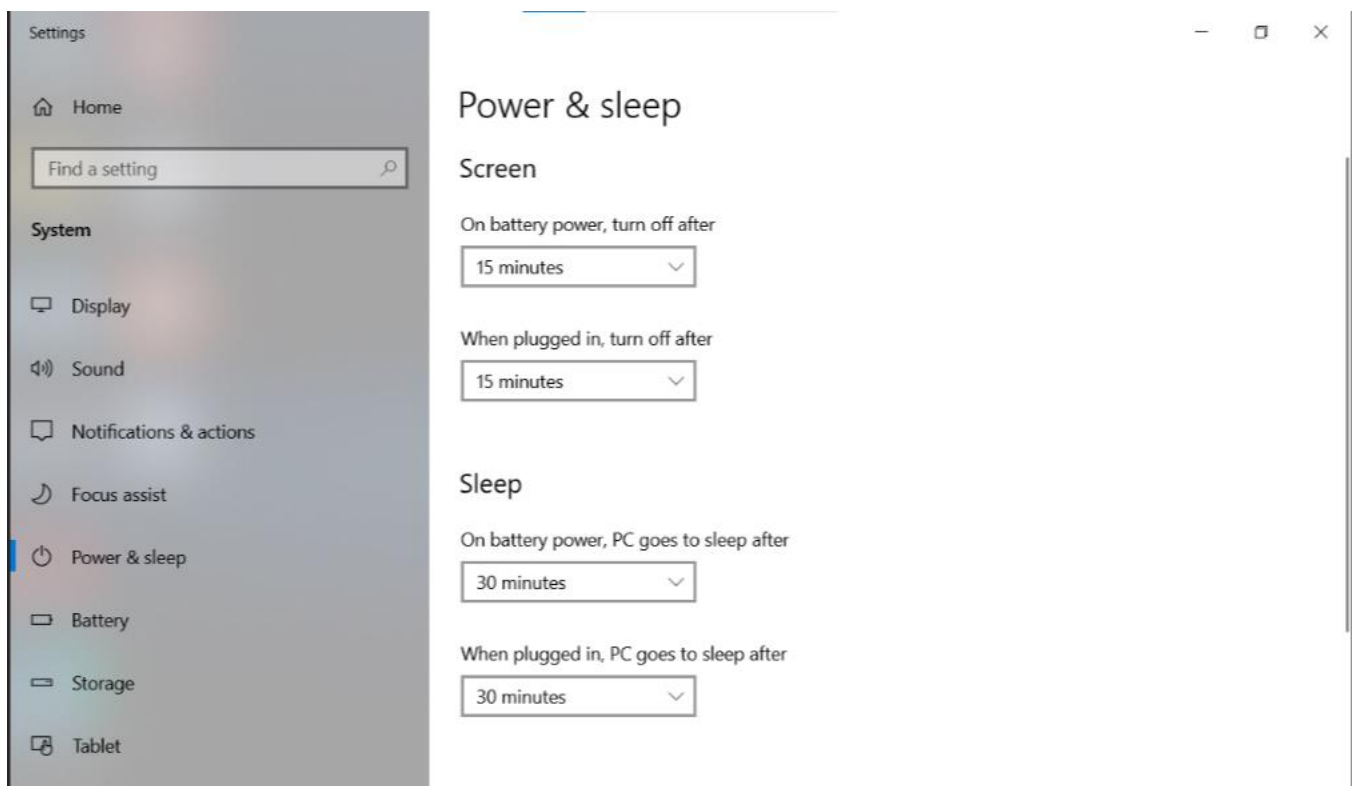 Settings
Home
Find a setting
System
Display
Sound
Notifications & actions
Focus assist
Power & sleep
Battery
Storage
Tablet
Power & sleep
Screen
On battery power, turn off after
15 minutes
When plugged in, turn off after
15 minutes
Sleep
On battery power, PC goes to sleep after
30 minutes
When plugged in, PC goes to sleep after
30 minutes